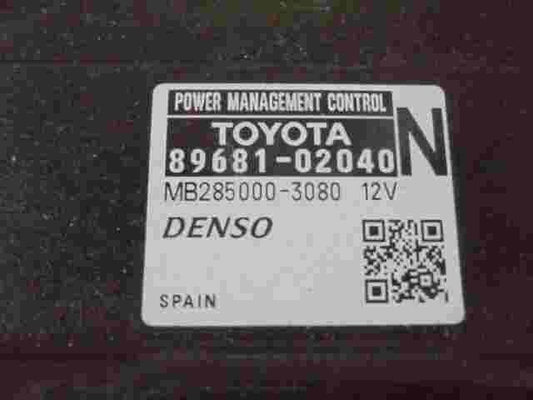 POWER MANAGEMENT CONTROL
TOYOTA
89681-02040 N
MB285000-3080 12V
DENSO
SPAIN